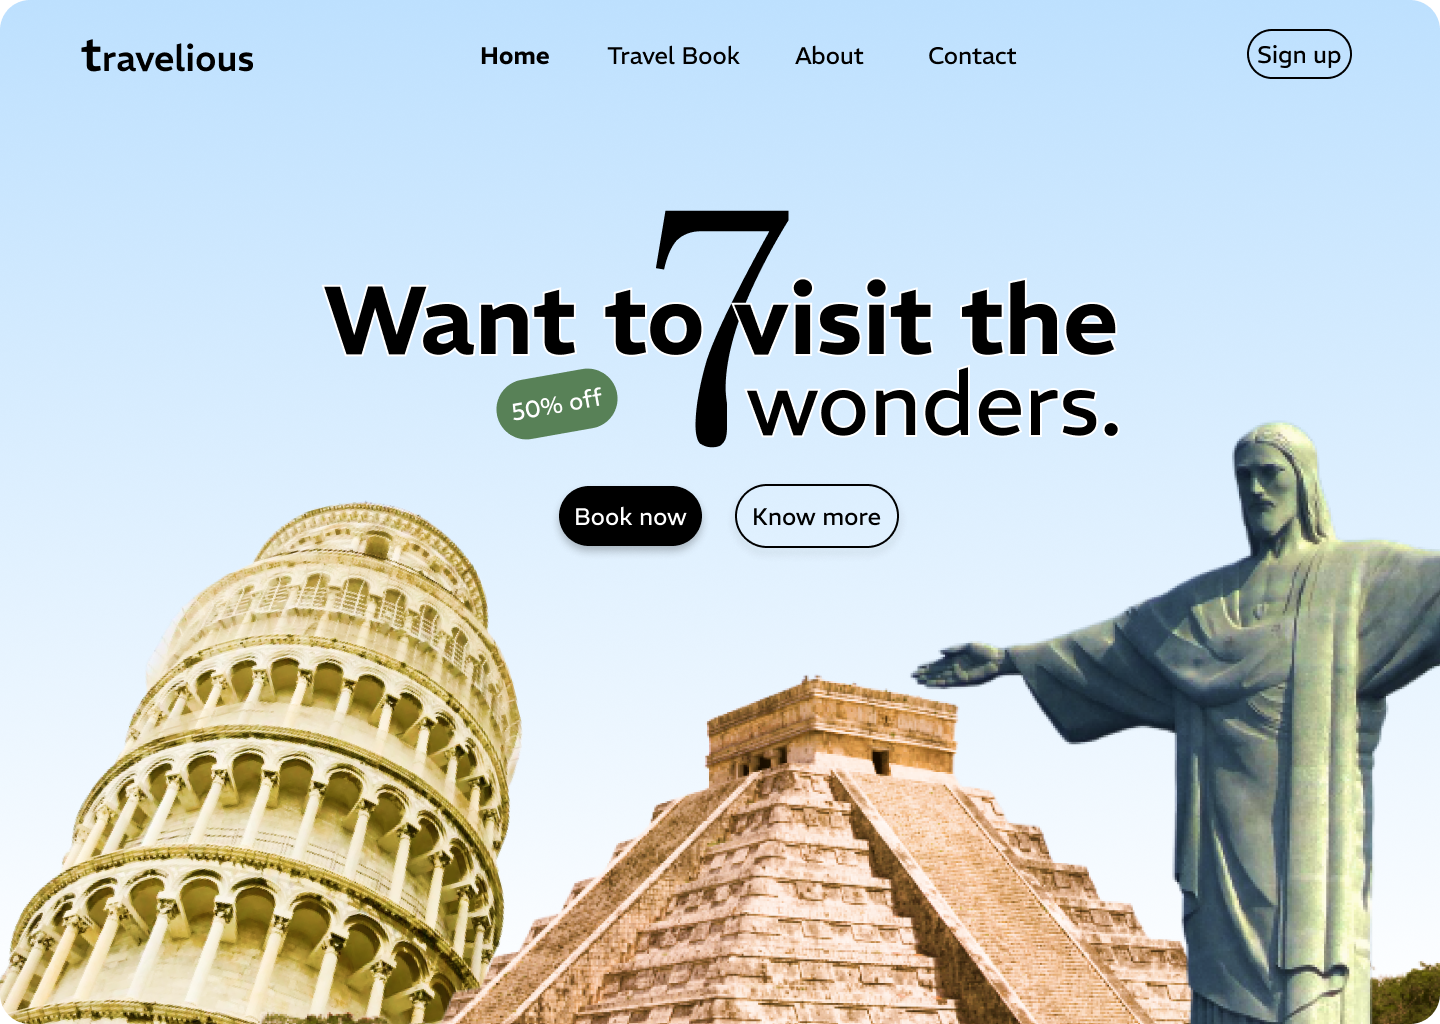 travelious
Home Travel Book About Contact
Sign up
7
Want to visit the
wonders.
50% off
Book now
Know more